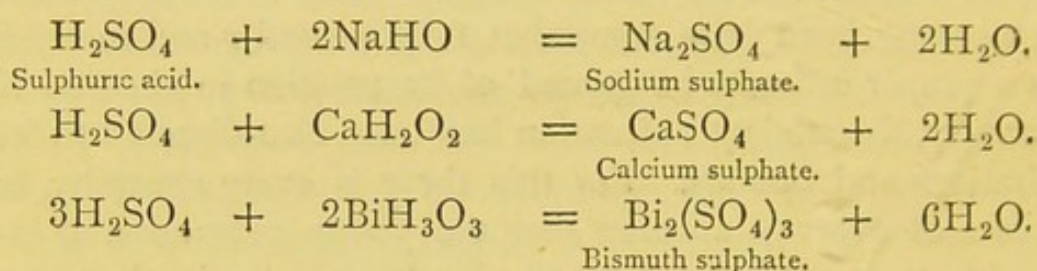 H₂SO₄ + 2NaHO = Na₂SO₄ + 2H₂O.
Sulphuric acid. Sodium sulphate.
H₂SO₄ + CaH₂O₂ = CaSO₄ + 2H₂O.
Calcium sulphate.
3H₂SO₄ + 2BiH₃O₃ = Bi₂(SO₄)₃ + 6H₂O.
Bismuth sulphate.